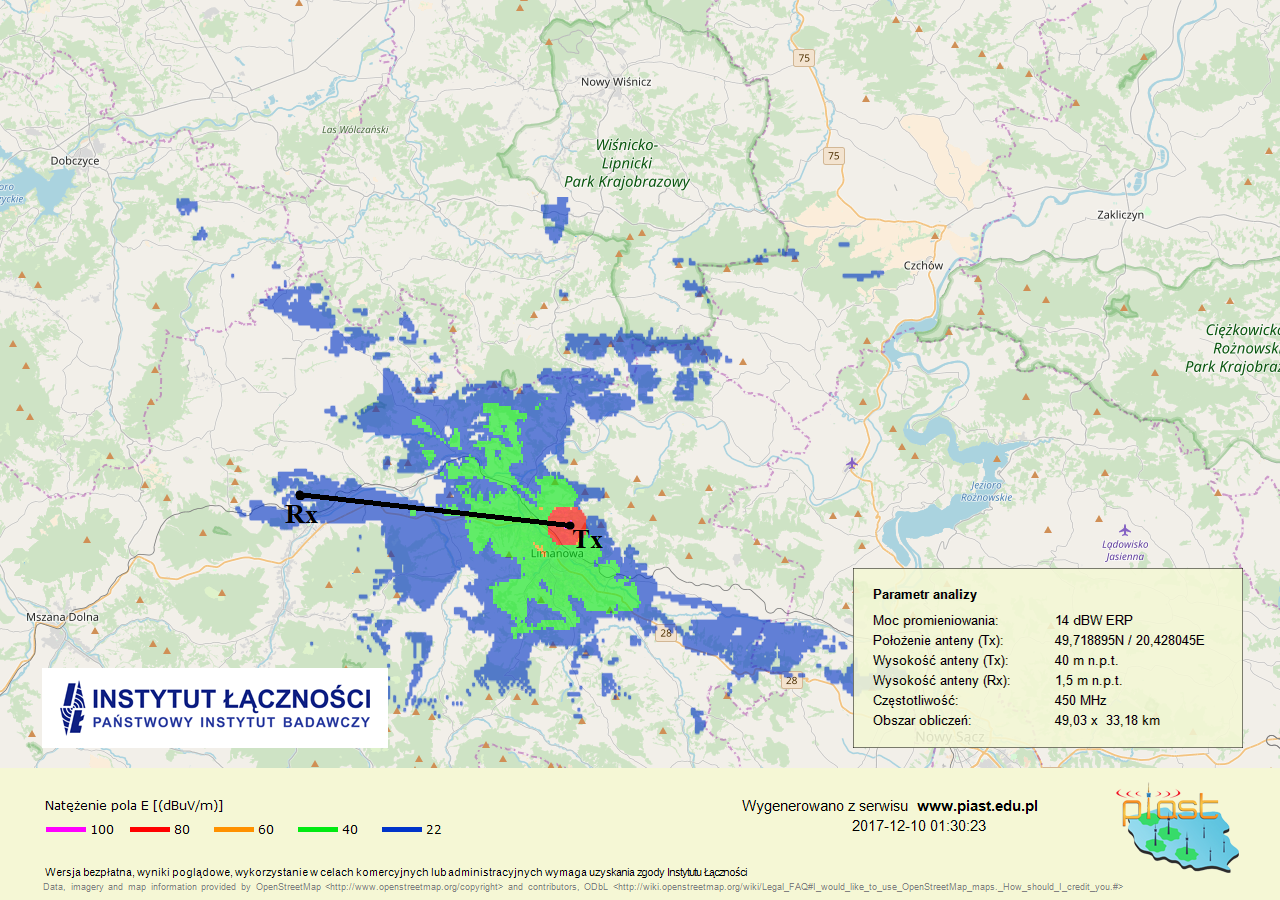 75
Nowy Wiśnicz
Las Wólczański
Wiśnicko-
Lipnicki
Park Krajobrazowy
75
Dobczyce
Zakliczyn
Czchów
Ciężkowicko
Rożnowski
Park Krajobraz
Jezioro
Rożnowskie
Rx
Tx
Limanowa
Lądowisko
Jasienna
Mszana Dolna
28
28
Parametr analizy
Moc promieniowania: 14 dBW ERP
Położenie anteny (Tx): 49,718895N / 20,428045E
Wysokość anteny (Tx): 40 m n.p.t.
Wysokość anteny (Rx): 1,5 m n.p.t.
Częstotliwość: 450 MHz
Obszar obliczeń: 49,03 x 33,18 km
Nowy Sącz
INSTYTUT ŁĄCZNOŚCI
PAŃSTWOWY INSTYTUT BADAWCZY
Natężenie pola E [(dBuV/m)]
100 80 60 40 22
Wygenerowano z serwisu www.piast.edu.pl
2017-12-10 01:30:23
piast
Wersja bezpłatna, wyniki poglądowe, wykorzystanie w celach komercyjnych lub administracyjnych wymaga uzyskania zgody Instytutu Łączności
Data, imagery and map information provided by OpenStreetMap <http://www.openstreetmap.org/copyright> and contributors, ODbL <http://wiki.openstreetmap.org/wiki/Legal_FAQ#I_would_like_to_use_OpenStreetMap_maps._How_should_I_credit_you.#>